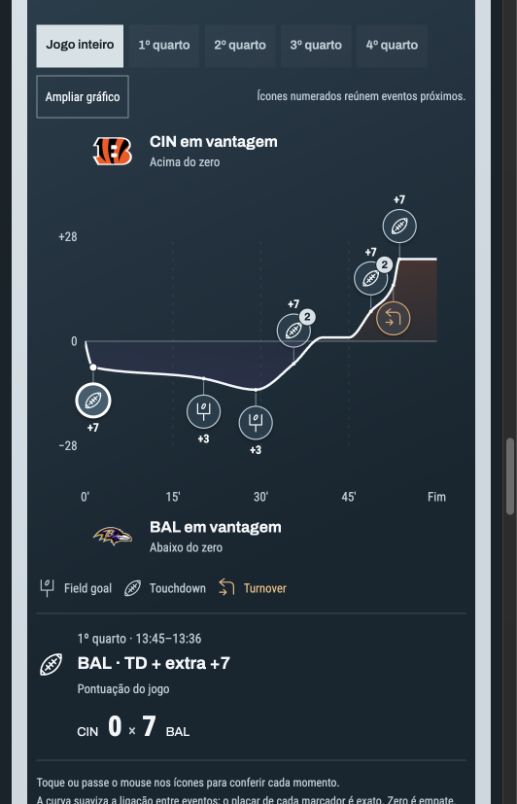 Jogo inteiro
1º quarto
2º quarto
3º quarto
4º quarto
Ampliar gráfico
Ícones numerados reúnem eventos próximos.
CIN em vantagem
Acima do zero
+7
+28
+7
2
+7
2
0
+7
+3
+3
−28
0'
15'
30'
45'
Fim
BAL em vantagem
Abaixo do zero
Field goal
Touchdown
Turnover
1º quarto · 13:45–13:36
BAL · TD + extra +7
Pontuação do jogo
CIN 0 × 7 BAL
Toque ou passe o mouse nos ícones para conferir cada momento.
A curva suaviza a ligação entre eventos; o placar de cada marcador é exato. Zero é empate.